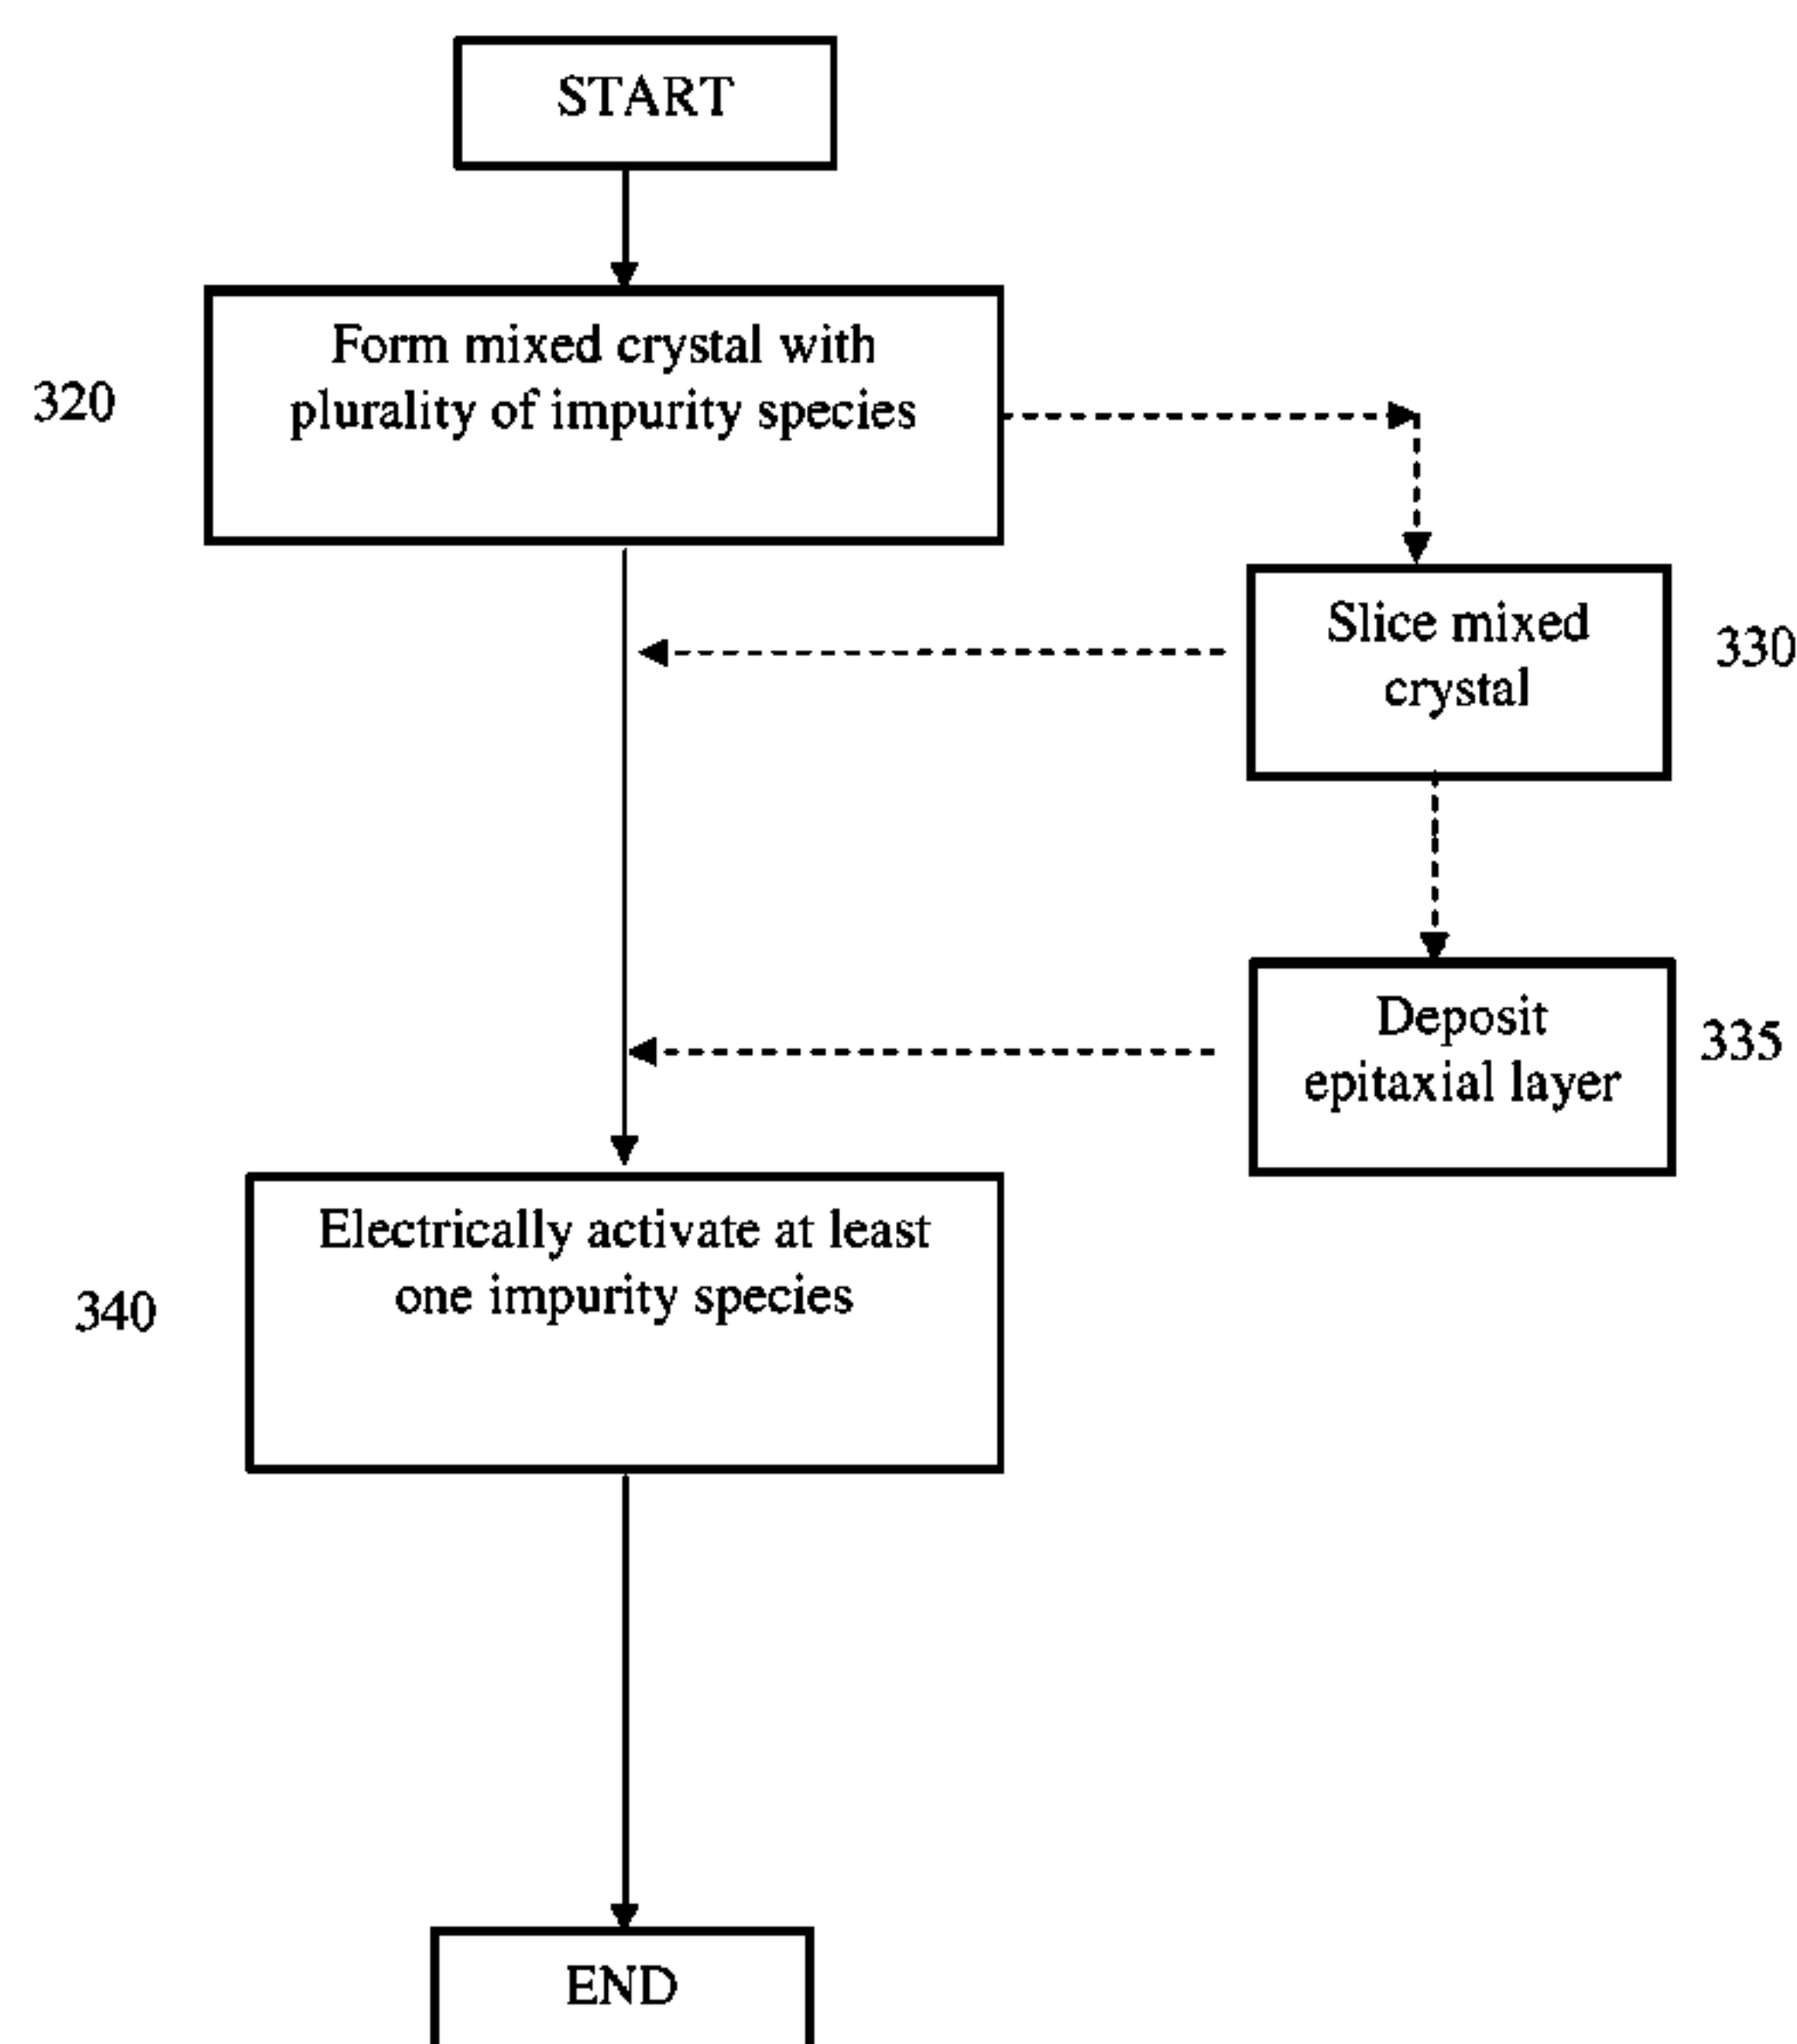 START
320
Form mixed crystal with
plurality of impurity species
Slice mixed
crystal
330
Deposit
epitaxial layer
335
340
Electrically activate at least
one impurity species
END